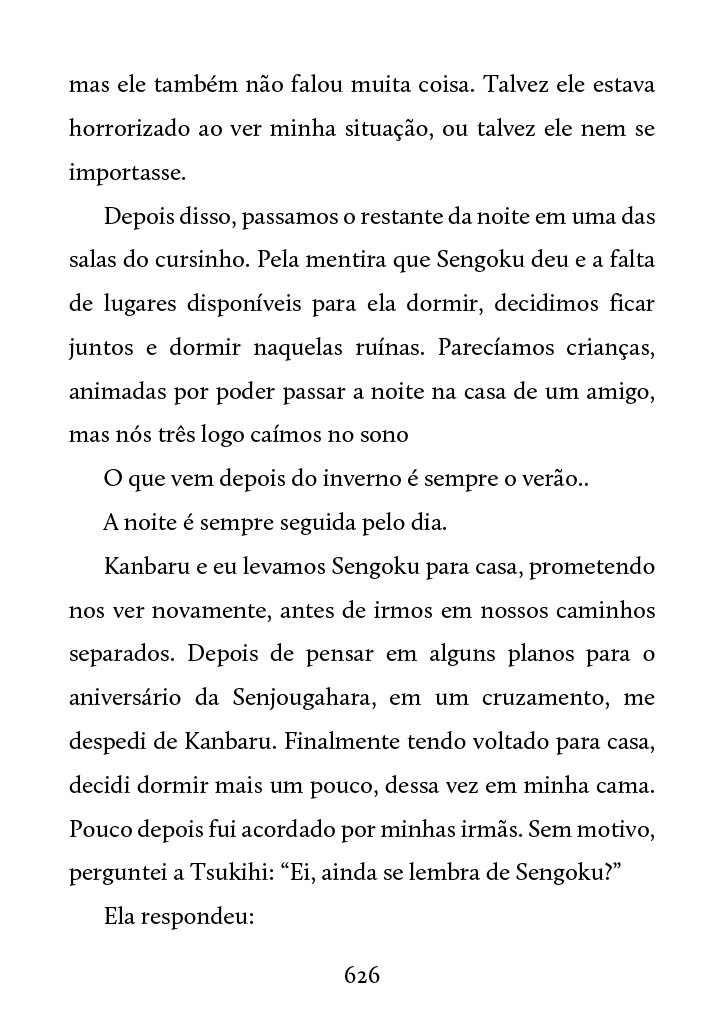 mas ele também não falou muita coisa. Talvez ele estava
horrorizado ao ver minha situação, ou talvez ele nem se
importasse.
Depois disso, passamos o restante da noite em uma das
salas do cursinho. Pela mentira que Sengoku deu e a falta
de lugares disponíveis para ela dormir, decidimos ficar
juntos e dormir naquelas ruínas. Parecíamos crianças,
animadas por poder passar a noite na casa de um amigo,
mas nós três logo caímos no sono
O que vem depois do inverno é sempre o verão..
A noite é sempre seguida pelo dia.
Kanbaru e eu levamos Sengoku para casa, prometendo
nos ver novamente, antes de irmos em nossos caminhos
separados. Depois de pensar em alguns planos para o
aniversário da Senjougahara, em um cruzamento, me
despedi de Kanbaru. Finalmente tendo voltado para casa,
decidi dormir mais um pouco, dessa vez em minha cama.
Pouco depois fui acordado por minhas irmãs. Sem motivo,
perguntei a Tsukihi: “Ei, ainda se lembra de Sengoku?”
Ela respondeu:
626